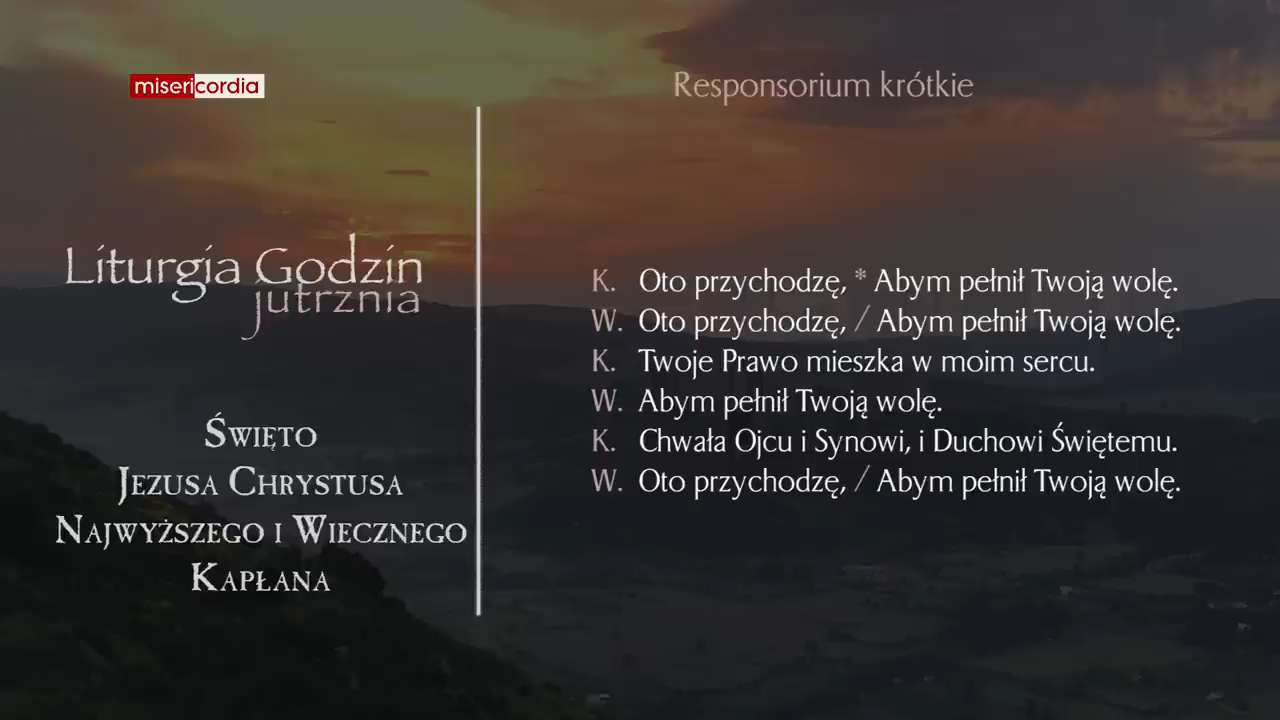 misericordia
Responsorium krótkie
Liturgia Godzin
jutrznia
Święto
Jezusa Chrystusa
Najwyższego i Wiecznego
Kapłana
K. Oto przychodzę, * Abym pełnił Twoją wolę.
W. Oto przychodzę, / Abym pełnił Twoją wolę.
K. Twoje Prawo mieszka w moim sercu.
W. Abym pełnił Twoją wolę.
K. Chwała Ojcu i Synowi, i Duchowi Świętemu.
W. Oto przychodzę, / Abym pełnił Twoją wolę.